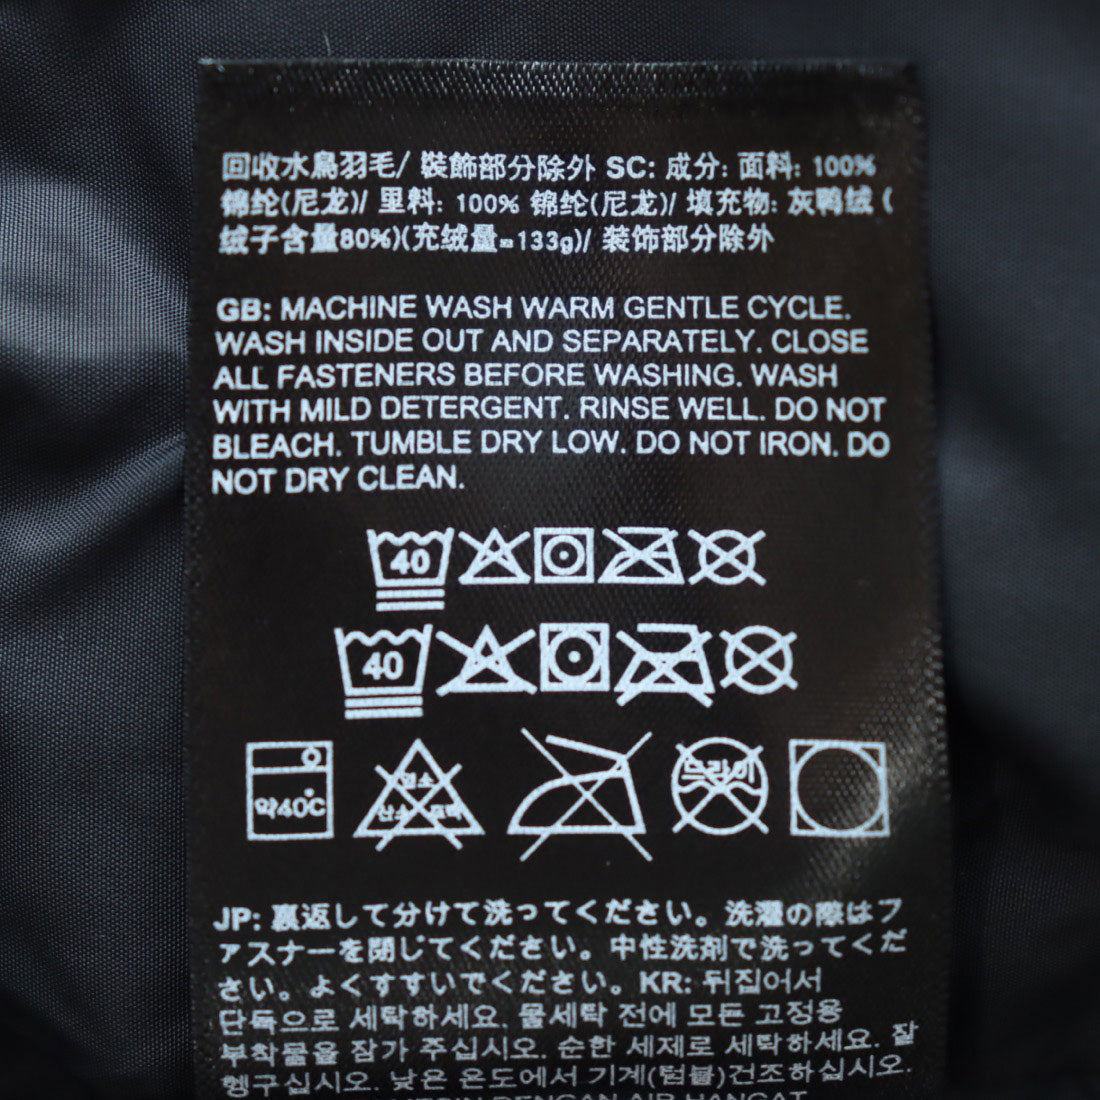 回收水鳥羽毛/ 裝飾部分除外 SC: 成分: 面料: 100%
锦纶(尼龙)/ 里料: 100% 锦纶(尼龙)/ 填充物: 灰鸭绒 (
绒子含量80%)(充绒量=133g)/ 装饰部分除外
GB: MACHINE WASH WARM GENTLE CYCLE.
WASH INSIDE OUT AND SEPARATELY. CLOSE
ALL FASTENERS BEFORE WASHING. WASH
WITH MILD DETERGENT. RINSE WELL. DO NOT
BLEACH. TUMBLE DRY LOW. DO NOT IRON. DO
NOT DRY CLEAN.
40
40
약40℃
염소
산소 표백
드라이
JP: 裏返して分けて洗ってください。洗濯の際はフ
ァスナーを閉じてください。中性洗剤で洗ってくだ
さい。よくすすいでください。KR: 뒤집어서
단독으로 세탁하세요. 물세탁 전에 모든 고정용
부착물을 잠가 주십시오. 순한 세제로 세탁하세요. 잘
헹구십시오. 낮은 온도에서 기계(텀블)건조하십시오.
DENGAN AIR HANGAT